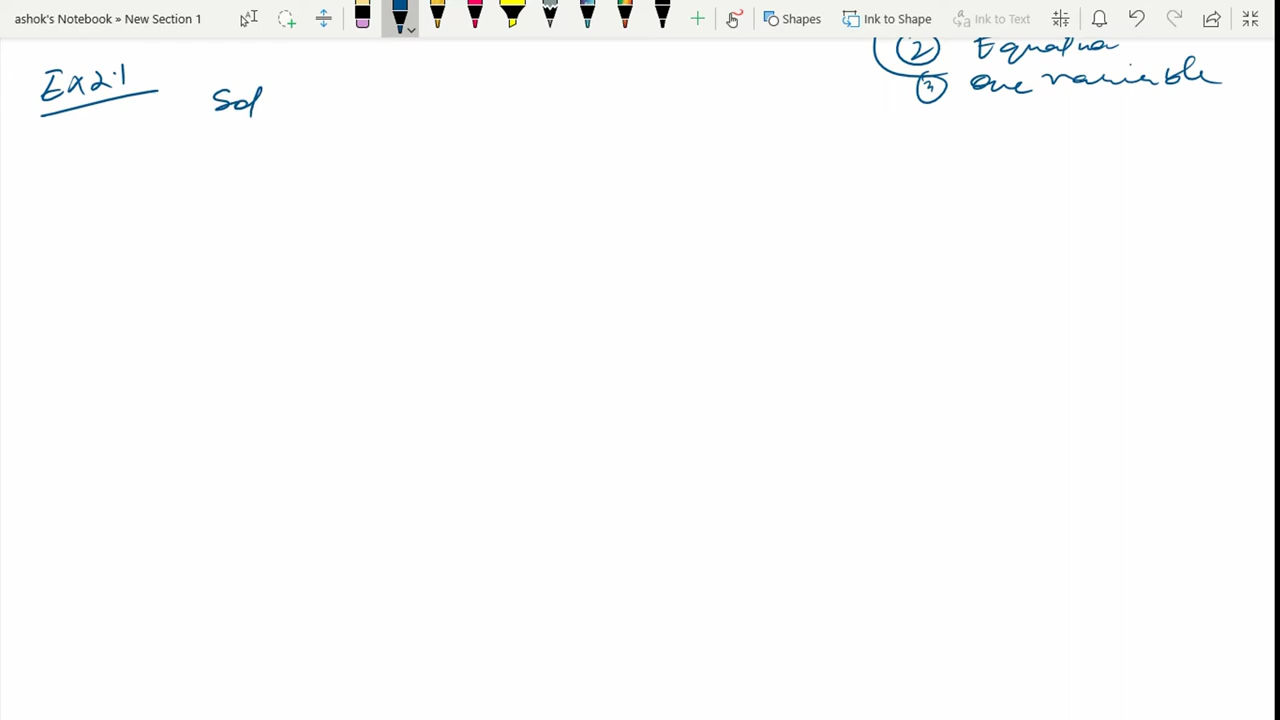 ashok's Notebook » New Section 1
Shapes
Ink to Shape
Ink to Text
② Equation
③ one variable
Ex 2.1
Sol